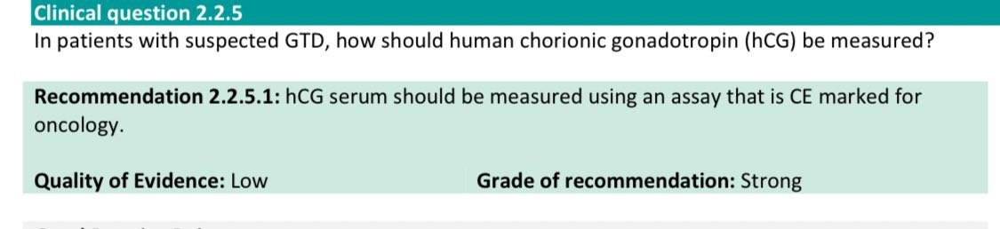 Clinical question 2.2.5
In patients with suspected GTD, how should human chorionic gonadotropin (hCG) be measured?
Recommendation 2.2.5.1: hCG serum should be measured using an assay that is CE marked for
oncology.
Quality of Evidence: Low Grade of recommendation: Strong